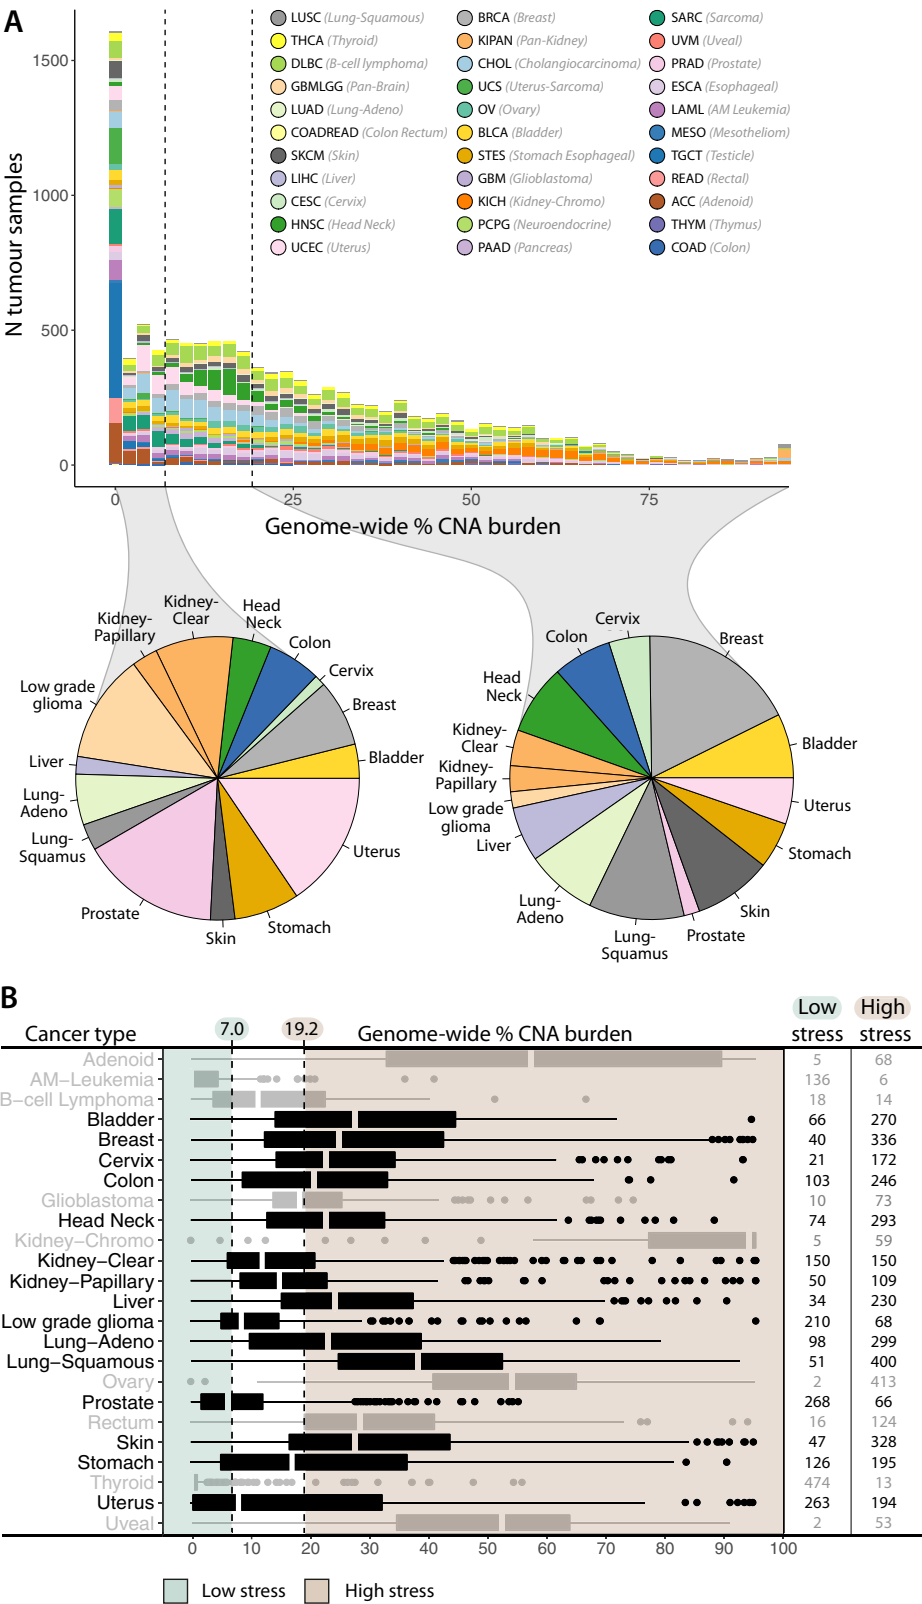 A
N tumour samples
1500
1000
500
0
LUSC (Lung-Squamous)
THCA (Thyroid)
DLBC (B-cell lymphoma)
GBMLGG (Pan-Brain)
LUAD (Lung-Adeno)
COADREAD (Colon Rectum)
SKCM (Skin)
LIHC (Liver)
CESC (Cervix)
HNSC (Head Neck)
UCEC (Uterus)
BRCA (Breast)
KIPAN (Pan-Kidney)
CHOL (Cholangiocarcinoma)
UCS (Uterus-Sarcoma)
OV (Ovary)
BLCA (Bladder)
STES (Stomach Esophageal)
GBM (Glioblastoma)
KICH (Kidney-Chromo)
PCPG (Neuroendocrine)
PAAD (Pancreas)
SARC (Sarcoma)
UVM (Uveal)
PRAD (Prostate)
ESCA (Esophageal)
LAML (AM Leukemia)
MESO (Mesotheliom)
TGCT (Testicle)
READ (Rectal)
ACC (Adenoid)
THYM (Thymus)
COAD (Colon)
0 25 50 75
Genome-wide % CNA burden
Kidney-
Papillary
Kidney-
Clear
Head
Neck
Colon
Cervix
Breast
Bladder
Uterus
Stomach
Skin
Prostate
Lung-
Squamus
Lung-
Adeno
Liver
Low grade
glioma
Cervix
Breast
Bladder
Uterus
Stomach
Skin
Prostate
Lung-
Squamus
Lung-
Adeno
Liver
Low grade
glioma
Kidney-
Papillary
Kidney-
Clear
Head
Neck
Colon
B
Cancer type 7.0 19.2 Genome-wide % CNA burden Low stress High stress
Adenoid 5 68
AM–Leukemia 136 6
B–cell Lymphoma 18 14
Bladder 66 270
Breast 40 336
Cervix 21 172
Colon 103 246
Glioblastoma 10 73
Head Neck 74 293
Kidney–Chromo 5 59
Kidney–Clear 150 150
Kidney–Papillary 50 109
Liver 34 230
Low grade glioma 210 68
Lung–Adeno 98 299
Lung–Squamous 51 400
Ovary 2 413
Prostate 268 66
Rectum 16 124
Skin 47 328
Stomach 126 195
Thyroid 474 13
Uterus 263 194
Uveal 2 53
0 10 20 30 40 50 60 70 80 90 100
Low stress High stress